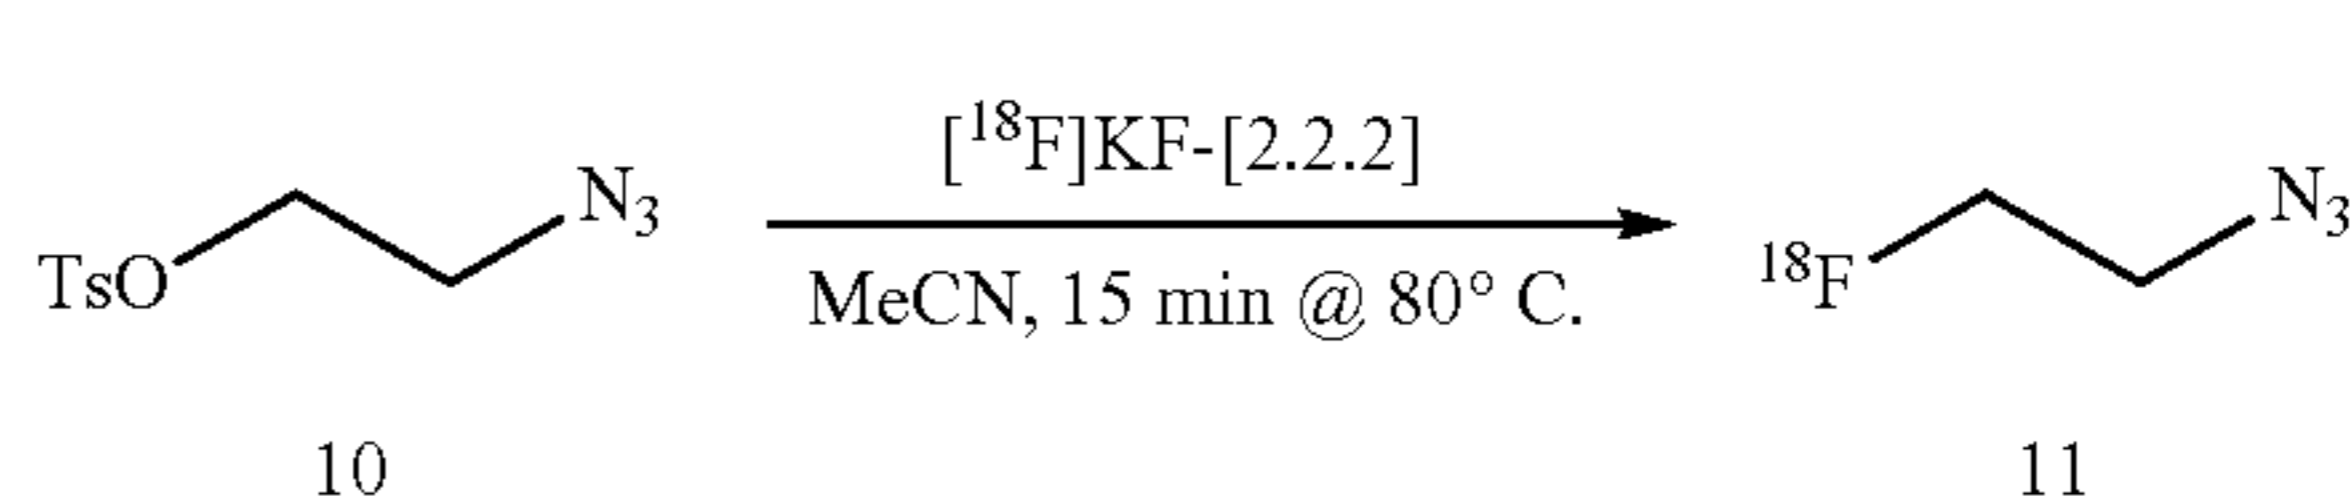 [¹⁸F]KF-[2.2.2]
TsO N₃ ¹⁸F N₃
MeCN, 15 min @ 80° C.
10 11